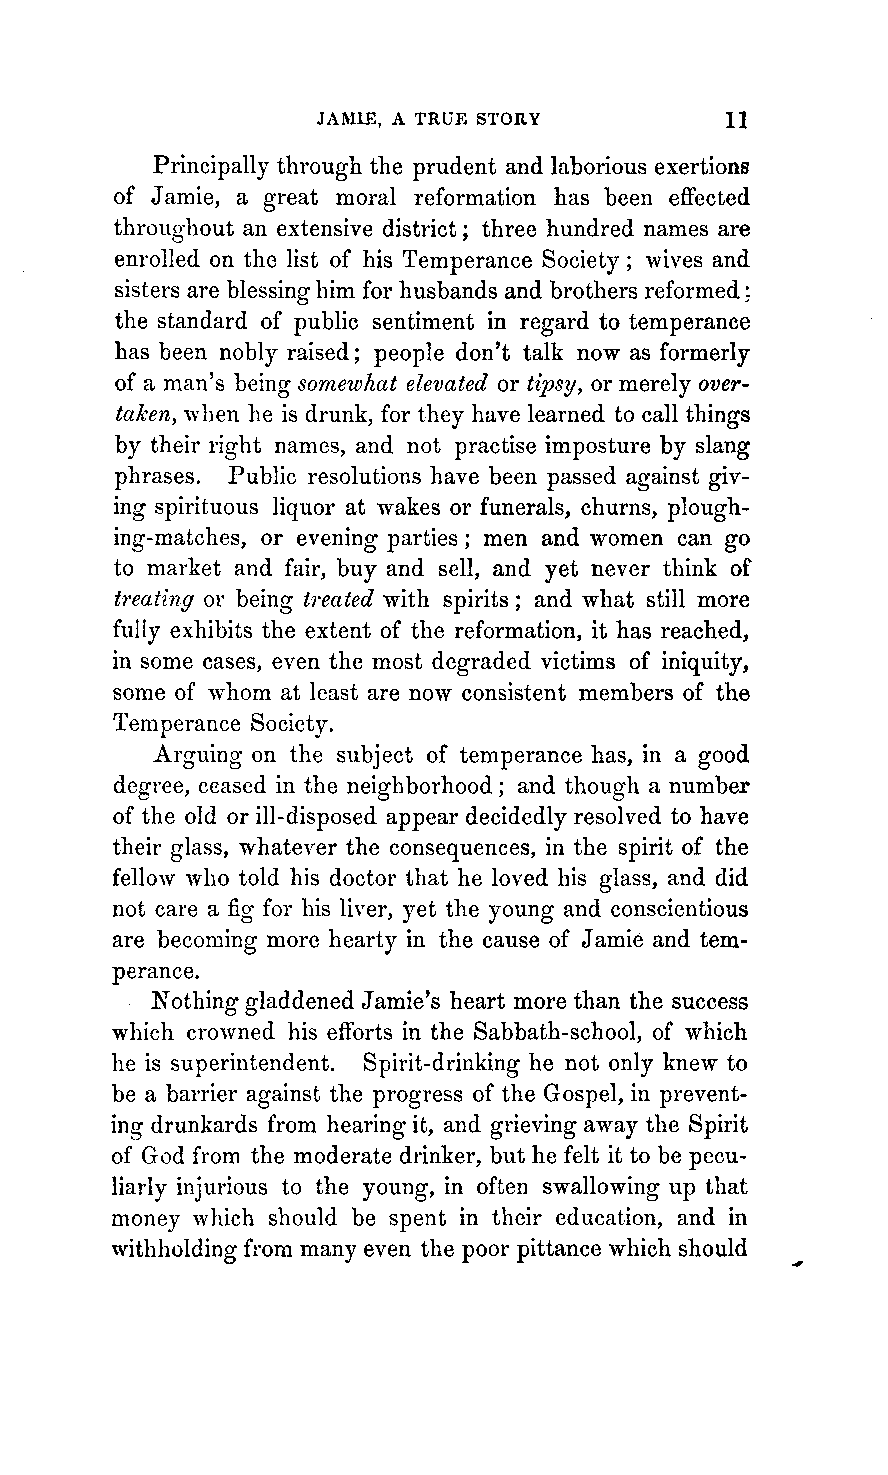 JAMIE, A TRUE STORY 11
Principally through the prudent and laborious exertions
of Jamie, a great moral reformation has been effected
throughout an extensive district; three hundred names are
enrolled on the list of his Temperance Society; wives and
sisters are blessing him for husbands and brothers reformed;
the standard of public sentiment in regard to temperance
has been nobly raised; people don't talk now as formerly
of a man's being somewhat elevated or tipsy, or merely over-
taken, when he is drunk, for they have learned to call things
by their right names, and not practise imposture by slang
phrases. Public resolutions have been passed against giv-
ing spirituous liquor at wakes or funerals, churns, plough-
ing-matches, or evening parties; men and women can go
to market and fair, buy and sell, and yet never think of
treating or being treated with spirits; and what still more
fully exhibits the extent of the reformation, it has reached,
in some cases, even the most degraded victims of iniquity,
some of whom at least are now consistent members of the
Temperance Society.
Arguing on the subject of temperance has, in a good
degree, ceased in the neighborhood; and though a number
of the old or ill-disposed appear decidedly resolved to have
their glass, whatever the consequences, in the spirit of the
fellow who told his doctor that he loved his glass, and did
not care a fig for his liver, yet the young and conscientious
are becoming more hearty in the cause of Jamie and tem-
perance.
Nothing gladdened Jamie's heart more than the success
which crowned his efforts in the Sabbath-school, of which
he is superintendent. Spirit-drinking he not only knew to
be a barrier against the progress of the Gospel, in prevent-
ing drunkards from hearing it, and grieving away the Spirit
of God from the moderate drinker, but he felt it to be pecu-
liarly injurious to the young, in often swallowing up that
money which should be spent in their education, and in
withholding from many even the poor pittance which should